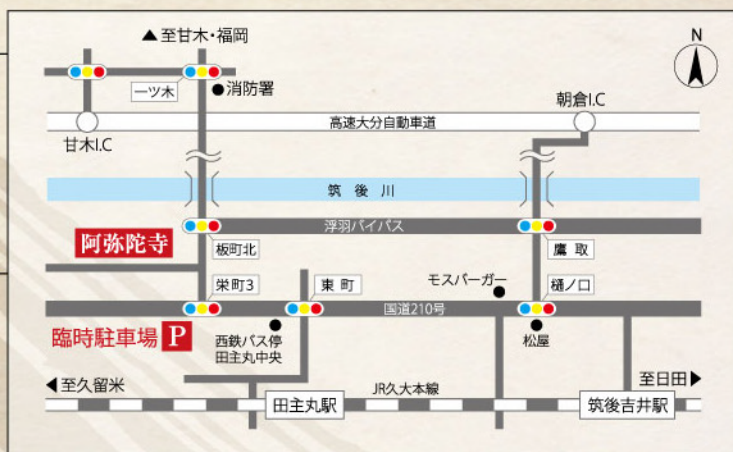 ▲至甘木・福岡
N
一ツ木
●消防署
朝倉I.C
甘木I.C
高速大分自動車道
筑後川
浮羽バイパス
阿弥陀寺
板町北
鷹取
栄町3
東町
モスバーガー
樋ノ口
国道210号
臨時駐車場 P
西鉄バス停
田主丸中央
松屋
◀至久留米
JR久大本線
至日田▶
田主丸駅
筑後吉井駅